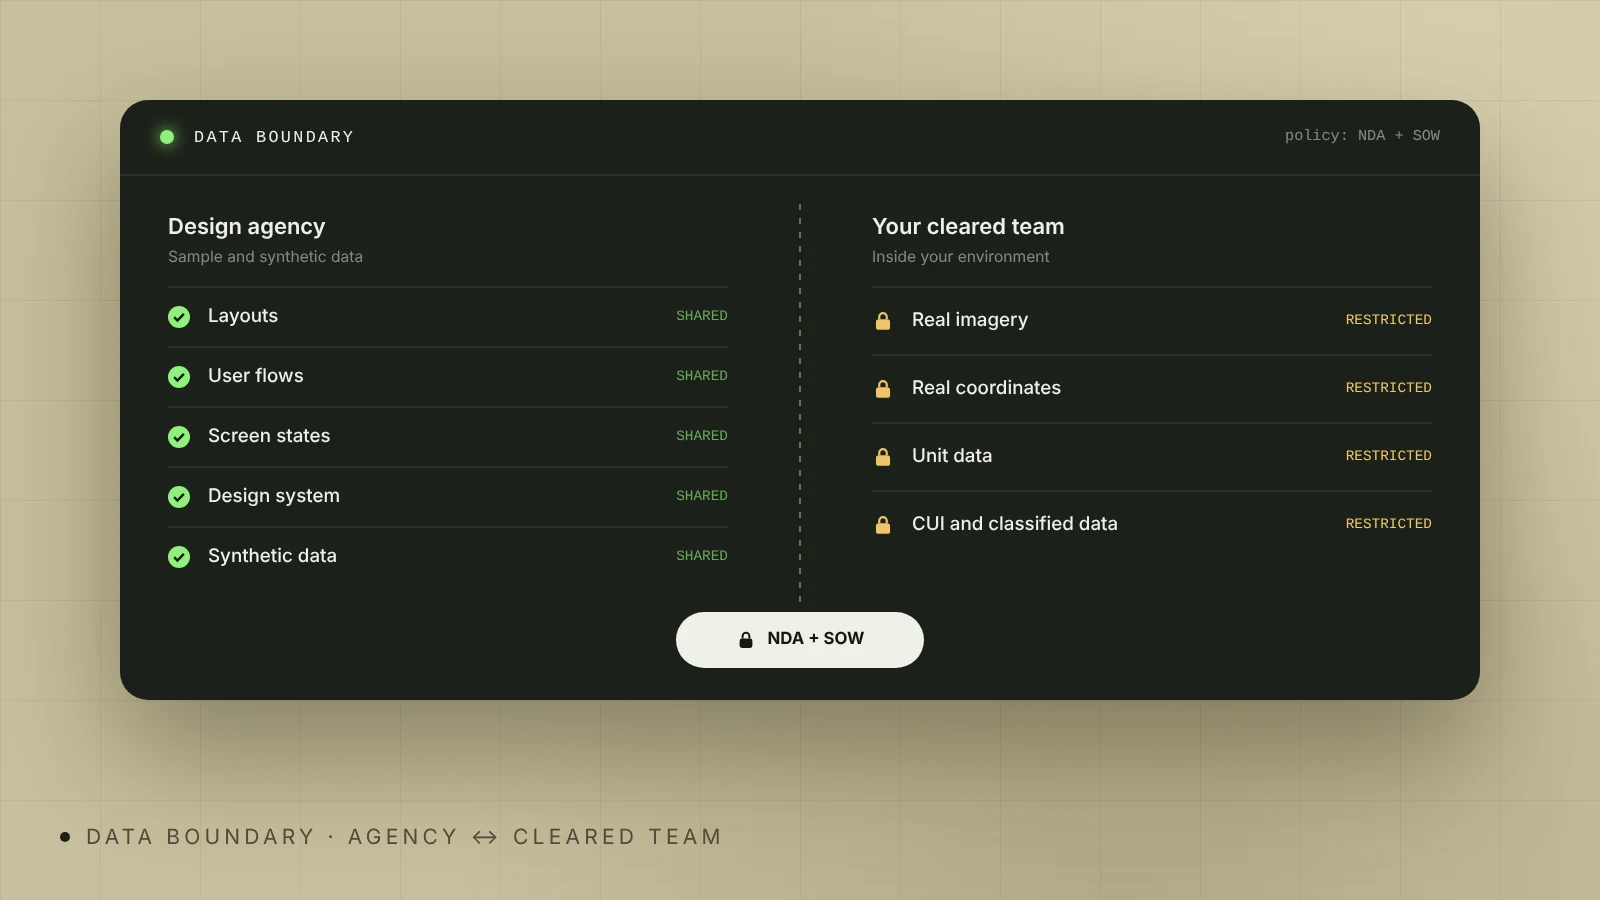 DATA BOUNDARY
policy: NDA + SOW
Design agency
Sample and synthetic data
Layouts SHARED
User flows SHARED
Screen states SHARED
Design system SHARED
Synthetic data SHARED
Your cleared team
Inside your environment
Real imagery RESTRICTED
Real coordinates RESTRICTED
Unit data RESTRICTED
CUI and classified data RESTRICTED
NDA + SOW
DATA BOUNDARY · AGENCY ↔ CLEARED TEAM